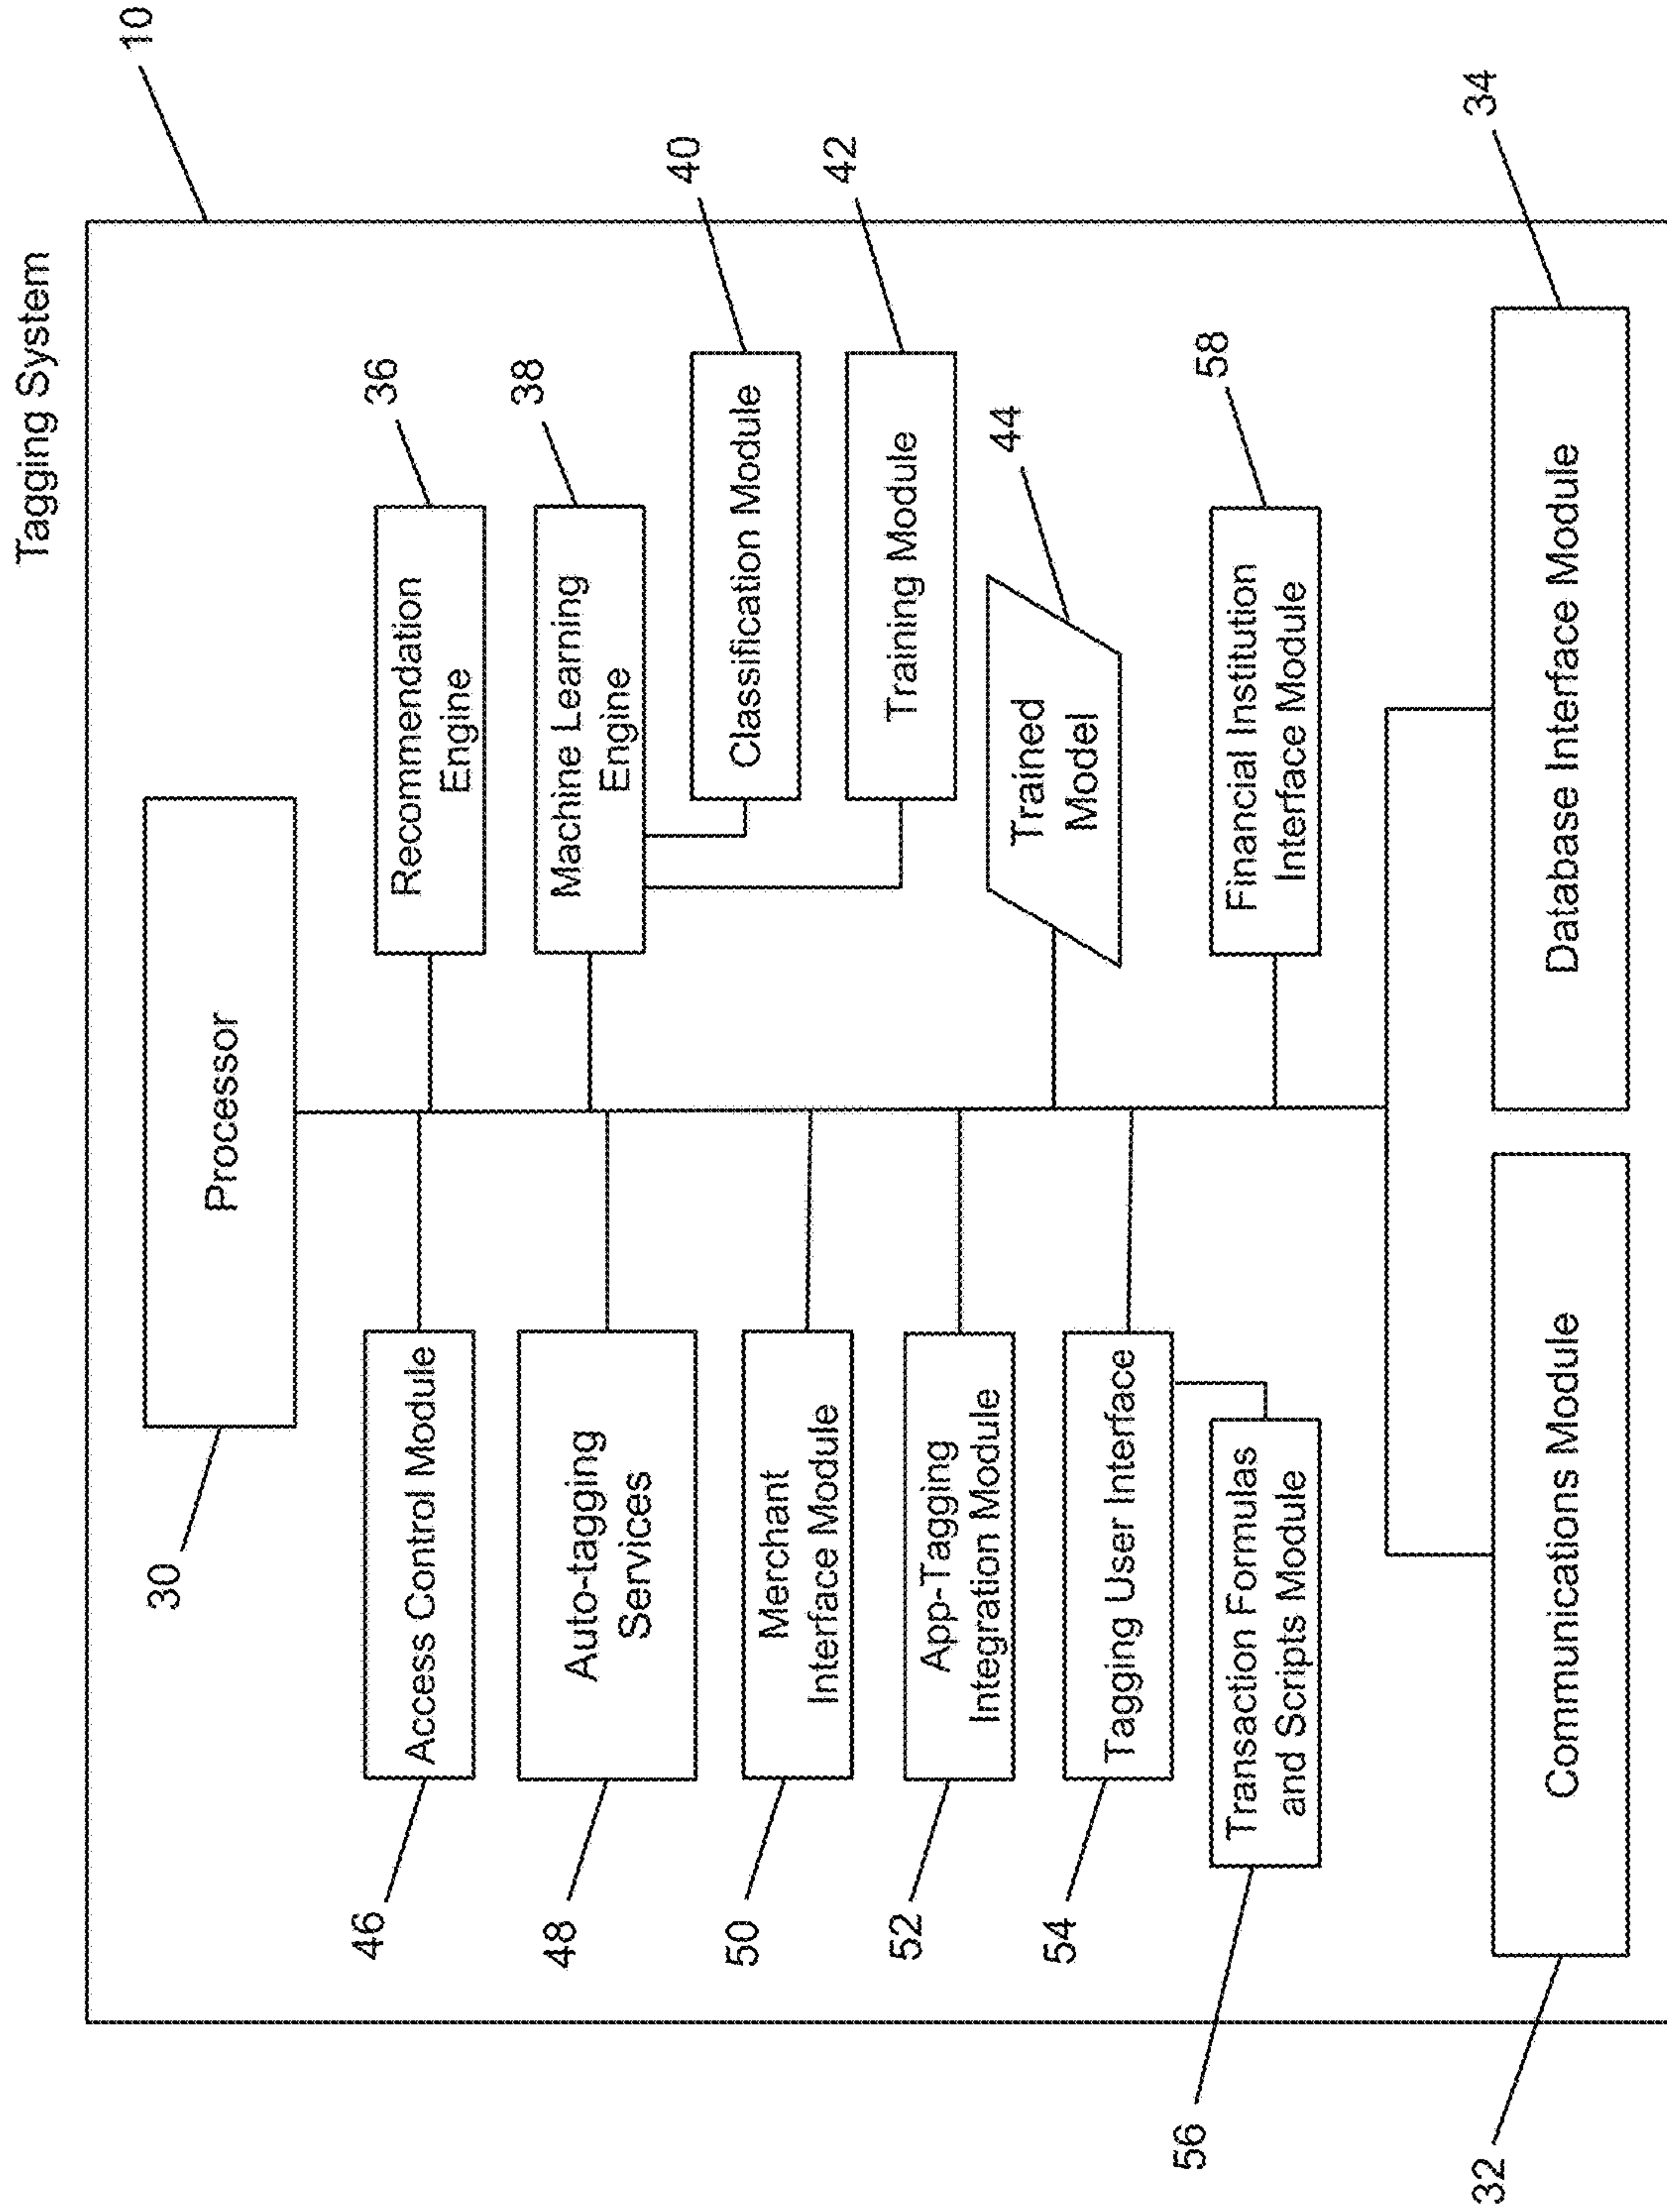 Tagging System
10
Processor
30
Access Control Module
46
Recommendation
Engine
36
Auto-tagging
Services
48
Machine Learning
Engine
38
Classification Module
40
Merchant
Interface Module
50
Training Module
42
App-Tagging
Integration Module
52
Trained
Model
44
Tagging User Interface
54
Transaction Formulas
and Scripts Module
56
Financial Institution
Interface Module
58
Communications Module
32
Database Interface Module
34